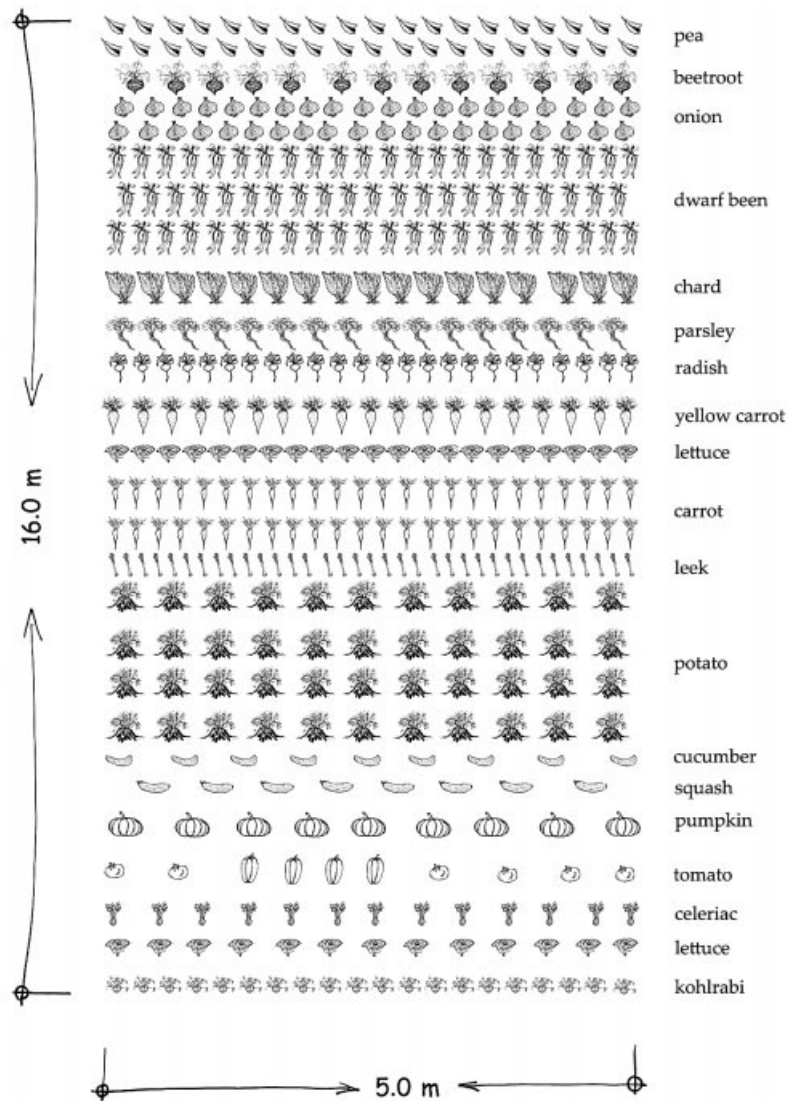 pea
beetroot
onion
dwarf been
chard
parsley
radish
yellow carrot
lettuce
carrot
16.0 m
leek
potato
cucumber
squash
pumpkin
tomato
celeriac
lettuce
kohlrabi
5.0 m